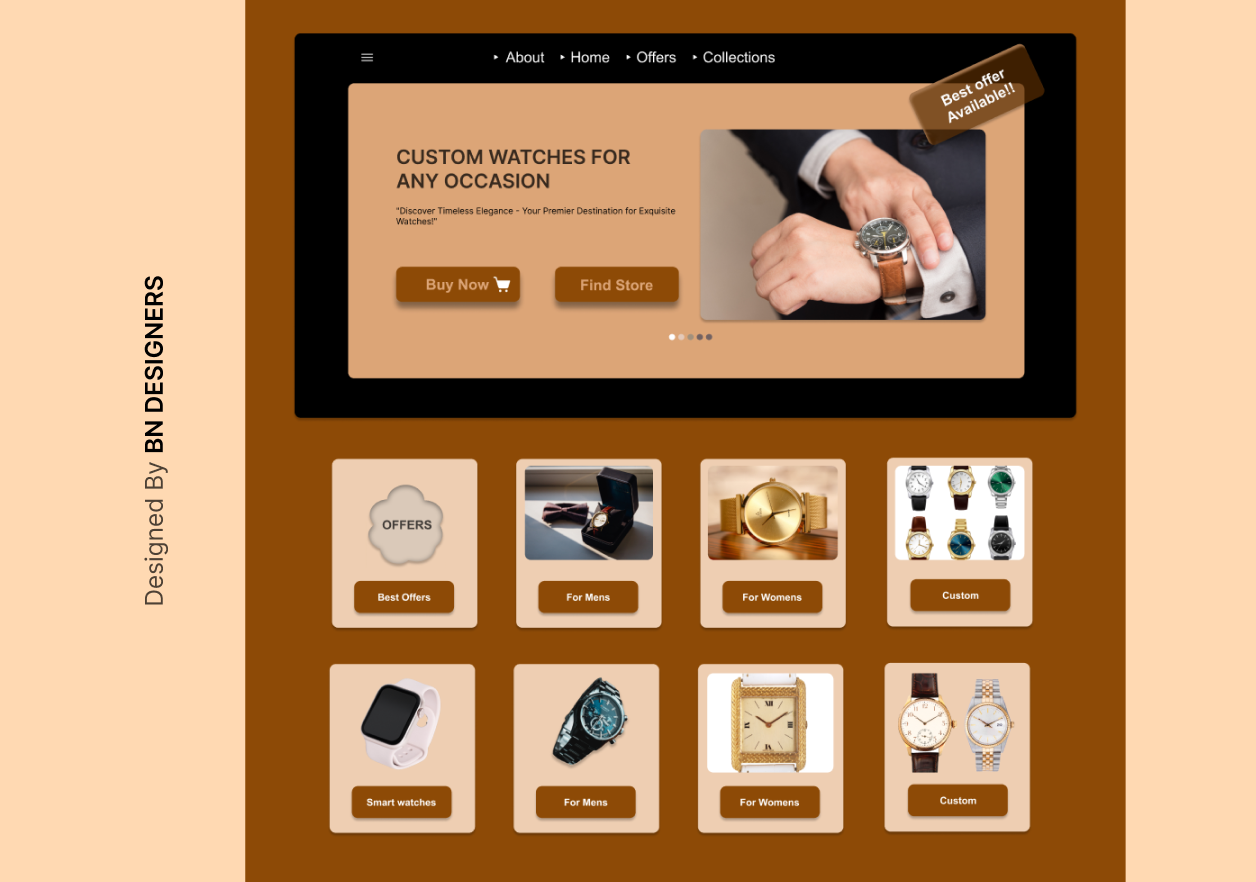 About
Home
Offers
Collections
Best offer
Available!!
CUSTOM WATCHES FOR
ANY OCCASION
"Discover Timeless Elegance - Your Premier Destination for Exquisite
Watches!"
Buy Now
Find Store
Designed By BN DESIGNERS
OFFERS
Best Offers
For Mens
For Womens
Custom
Smart watches
For Mens
For Womens
Custom